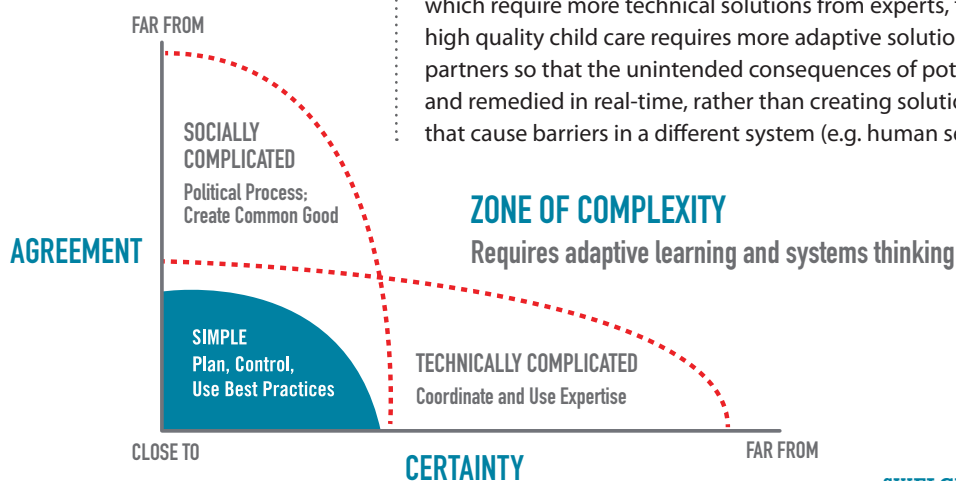 which require more technical solutions from experts,
high quality child care requires more adaptive
partners so that the unintended consequences of
and remedied in real-time, rather than creating
that cause barriers in a different system (e.g. human
FAR FROM
SOCIALLY
COMPLICATED
Political Process;
Create Common Good
ZONE OF COMPLEXITY
Requires adaptive learning and systems thinking
AGREEMENT
SIMPLE
Plan, Control,
Use Best Practices
TECHNICALLY COMPLICATED
Coordinate and Use Expertise
CLOSE TO
FAR FROM
CERTAINTY